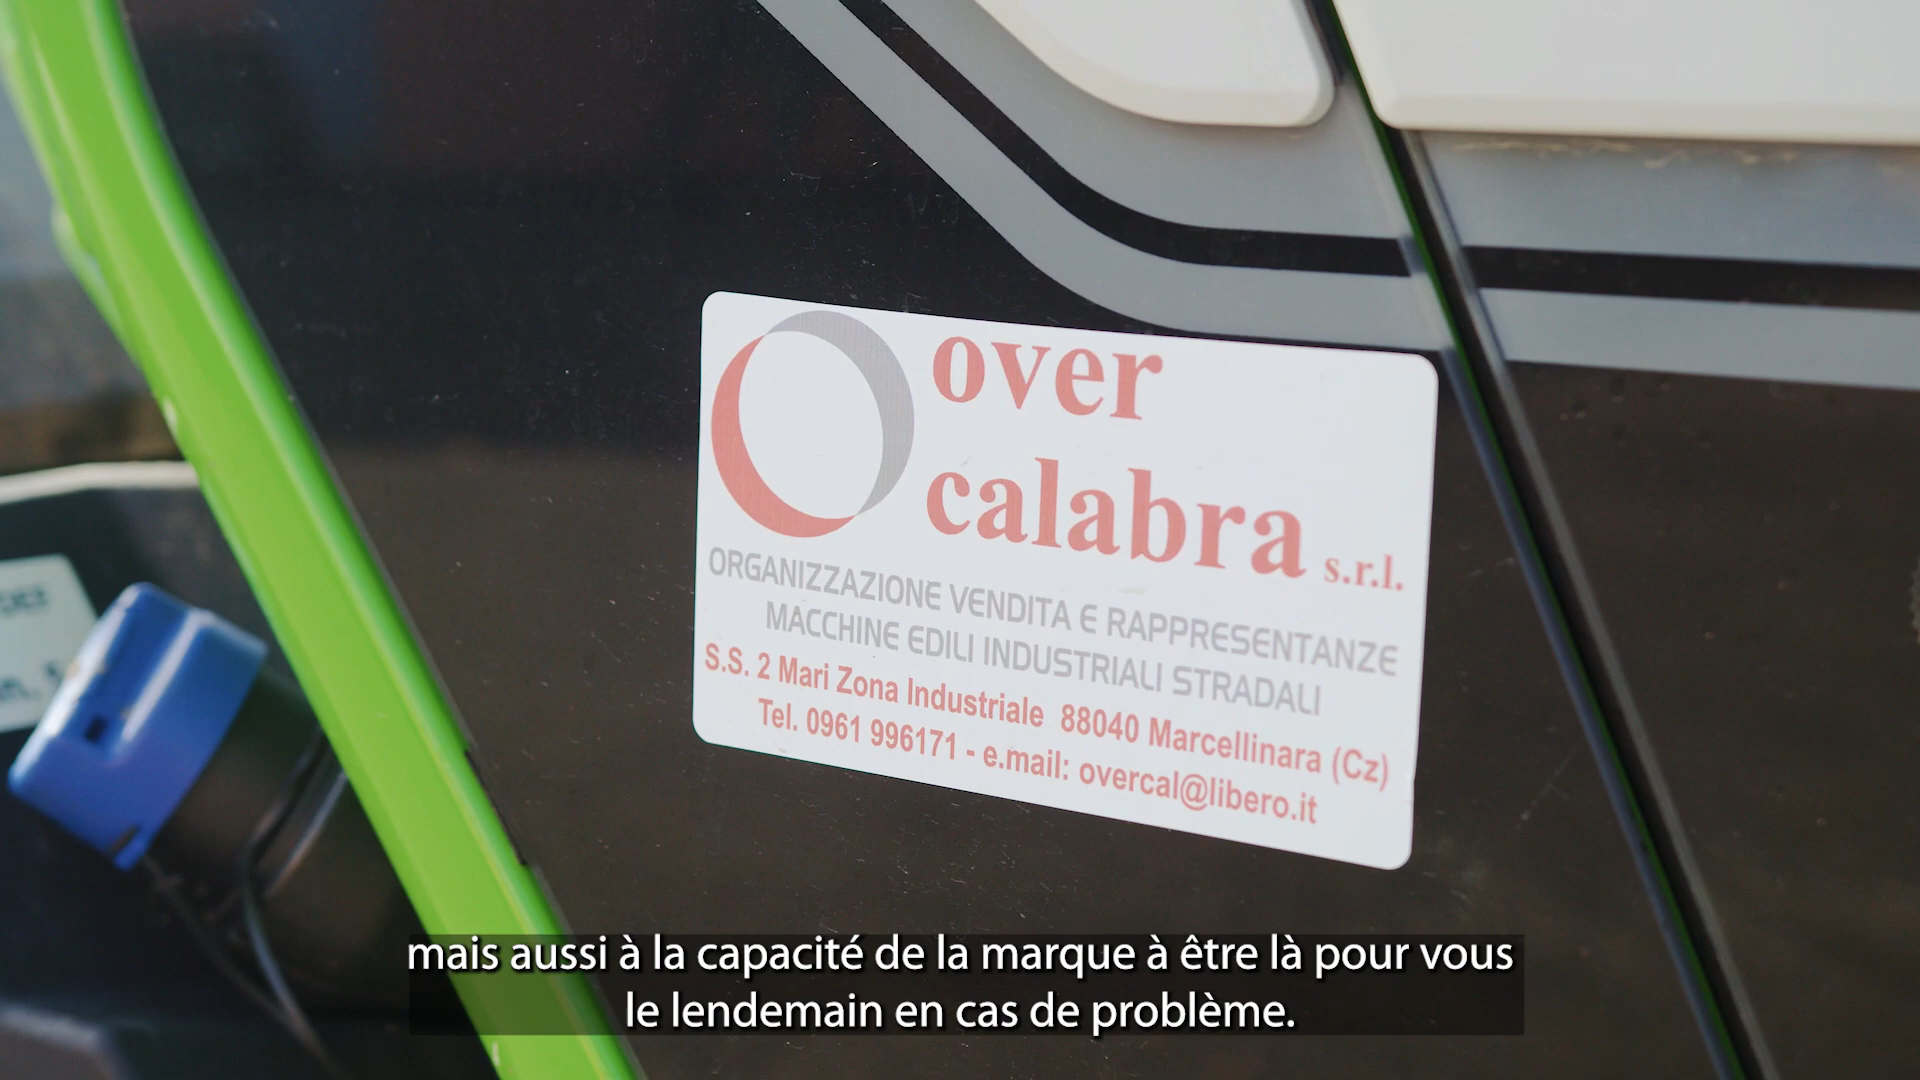 over
calabra s.r.l.
ORGANIZZAZIONE VENDITA E RAPPRESENTANZE
MACCHINE EDILI INDUSTRIALI STRADALI
S.S. 2 Mari Zona Industriale 88040 Marcellinara (Cz)
Tel. 0961 996171 - e.mail: overcal@libero.it
mais aussi à la capacité de la marque à être là pour vous
le lendemain en cas de problème.